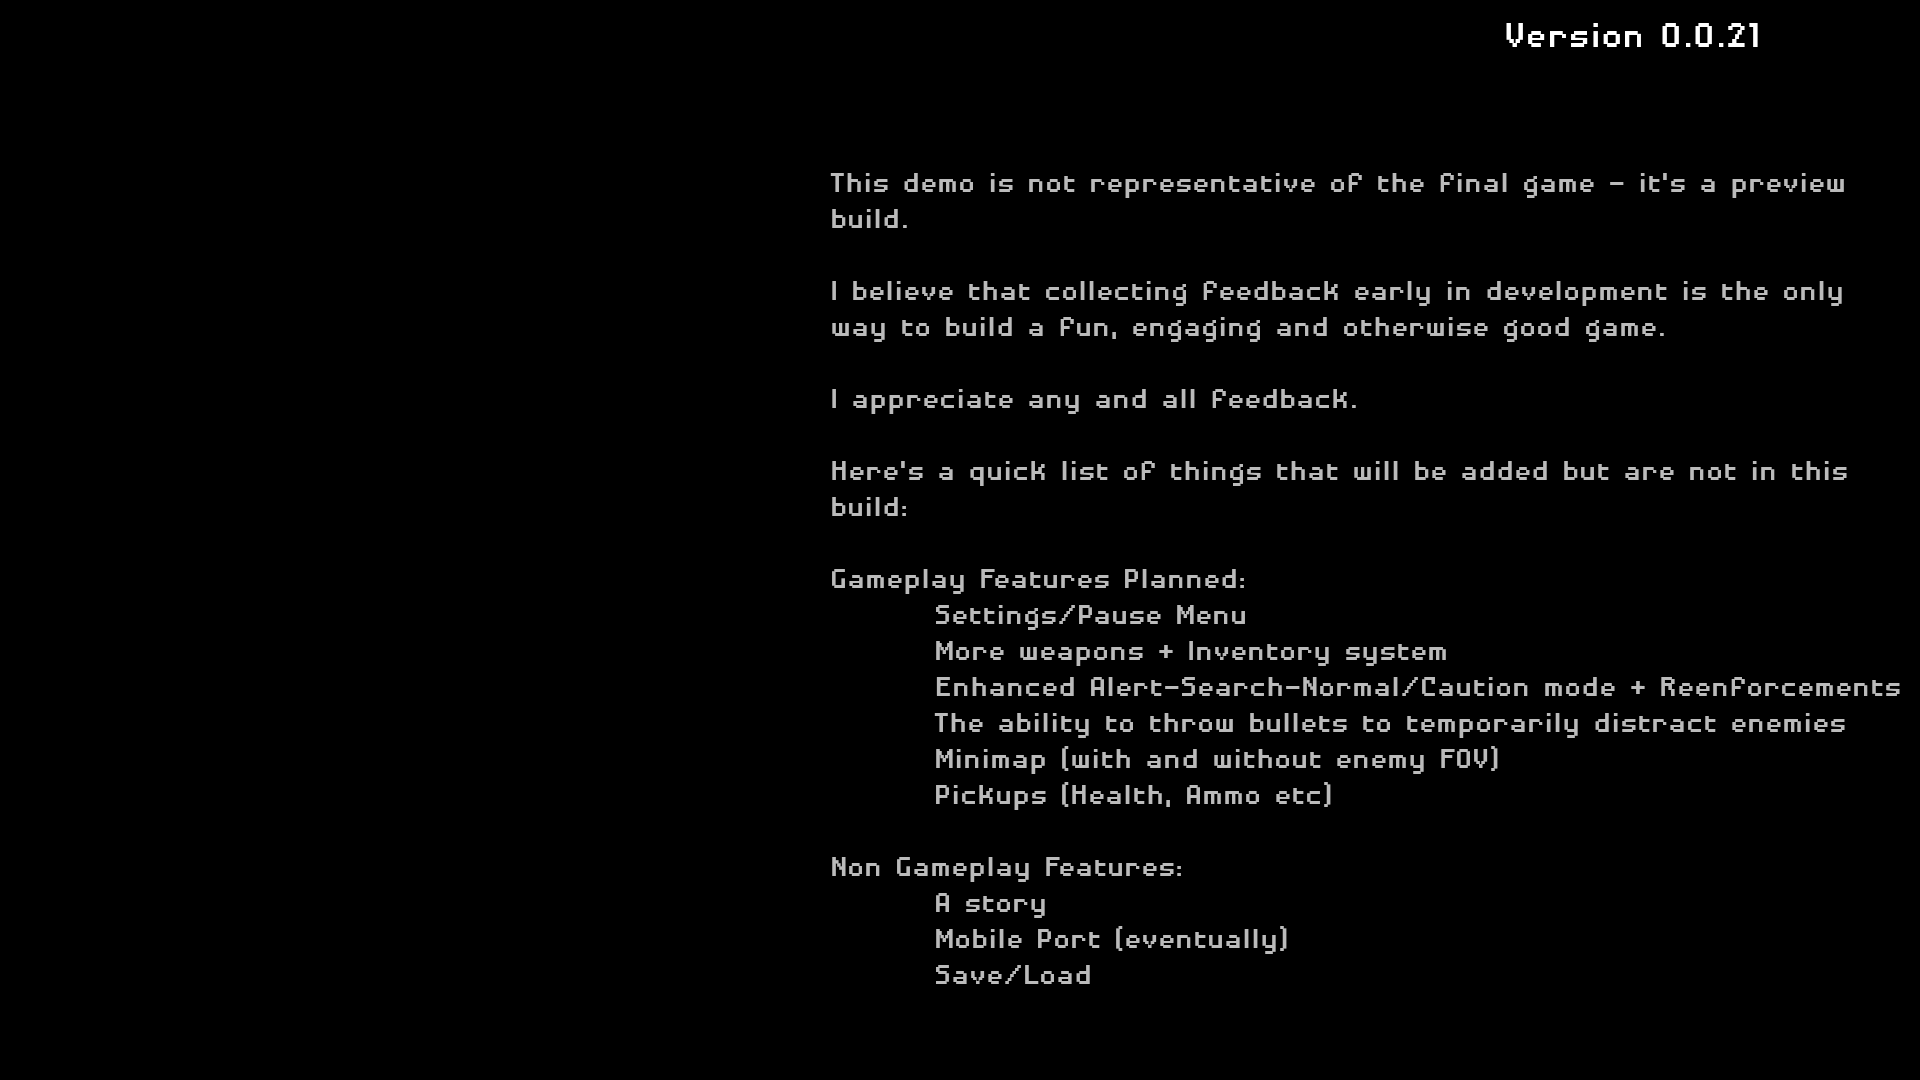 Version 0.0.21
This demo is not representative of the final game - it's a preview
build.
I believe that collecting feedback early in development is the only
way to build a fun, engaging and otherwise good game.
I appreciate any and all feedback.
Here's a quick list of things that will be added but are not in this
build:
Gameplay Features Planned:
Settings/Pause Menu
More weapons + Inventory system
Enhanced Alert-Search-Normal/Caution mode + Reenforcements
The ability to throw bullets to temporarily distract enemies
Minimap (with and without enemy FOV)
Pickups (Health, Ammo etc)
Non Gameplay Features:
A story
Mobile Port (eventually)
Save/Load